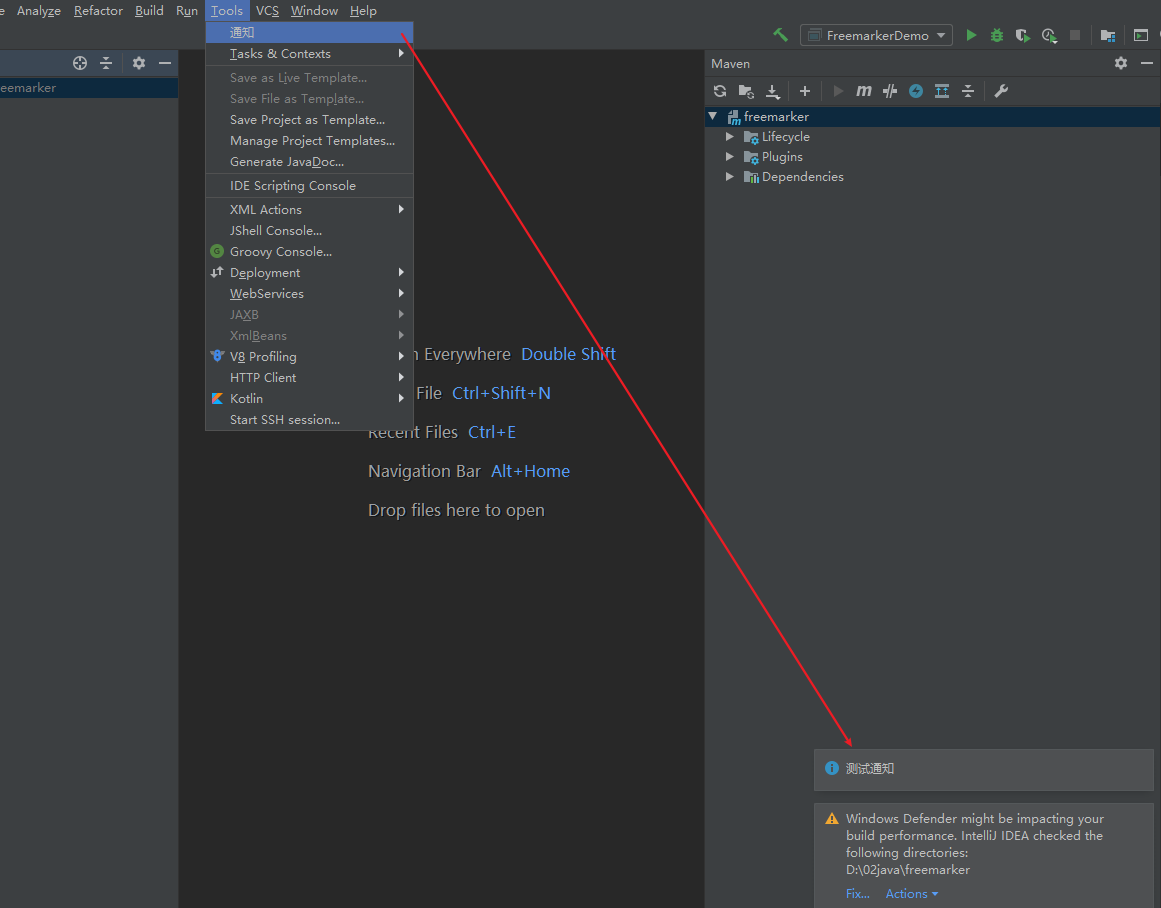 e Analyze Refactor Build Run Tools VCS Window Help
FreemarkerDemo
通知
Tasks & Contexts
Save as Live Template...
Save File as Template...
Save Project as Template...
Manage Project Templates...
Generate JavaDoc...
IDE Scripting Console
XML Actions
JShell Console...
G Groovy Console...
Deployment
WebServices
JAXB
XmlBeans
V8 Profiling
HTTP Client
Kotlin
Start SSH session...
eemarker
h Everywhere Double Shift
File Ctrl+Shift+N
Recent Files Ctrl+E
Navigation Bar Alt+Home
Drop files here to open
Maven
m
freemarker
Lifecycle
Plugins
Dependencies
测试通知
Windows Defender might be impacting your
build performance. IntelliJ IDEA checked the
following directories:
D:\02java\freemarker
Fix... Actions